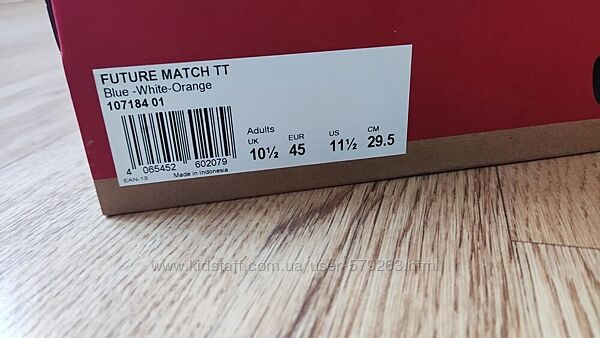 FUTURE MATCH TT
Blue -White-Orange
107184 01
Adults
UK EUR US CM
10½ 45 11½ 29.5
4 065452 602079
EAN-13 Made in Indonesia
www.kidstaff.com.ua/user-579263.html